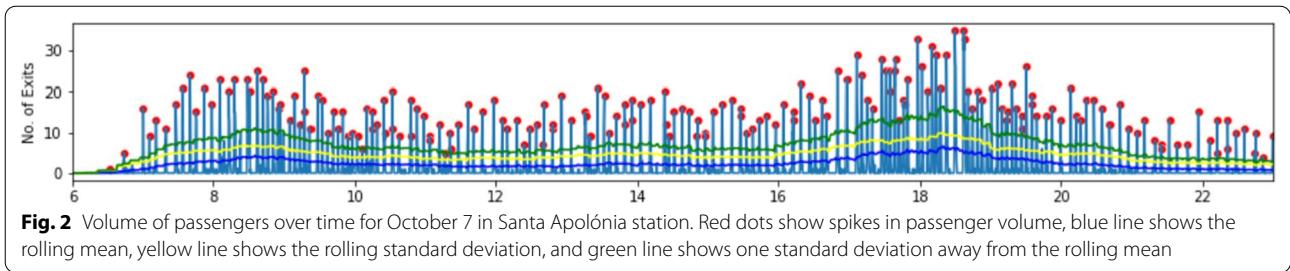 No. of Exits
30
20
10
0
6 8 10 12 14 16 18 20 22
Fig. 2 Volume of passengers over time for October 7 in Santa Apolónia station. Red dots show spikes in passenger volume, blue line shows the
rolling mean, yellow line shows the rolling standard deviation, and green line shows one standard deviation away from the rolling mean